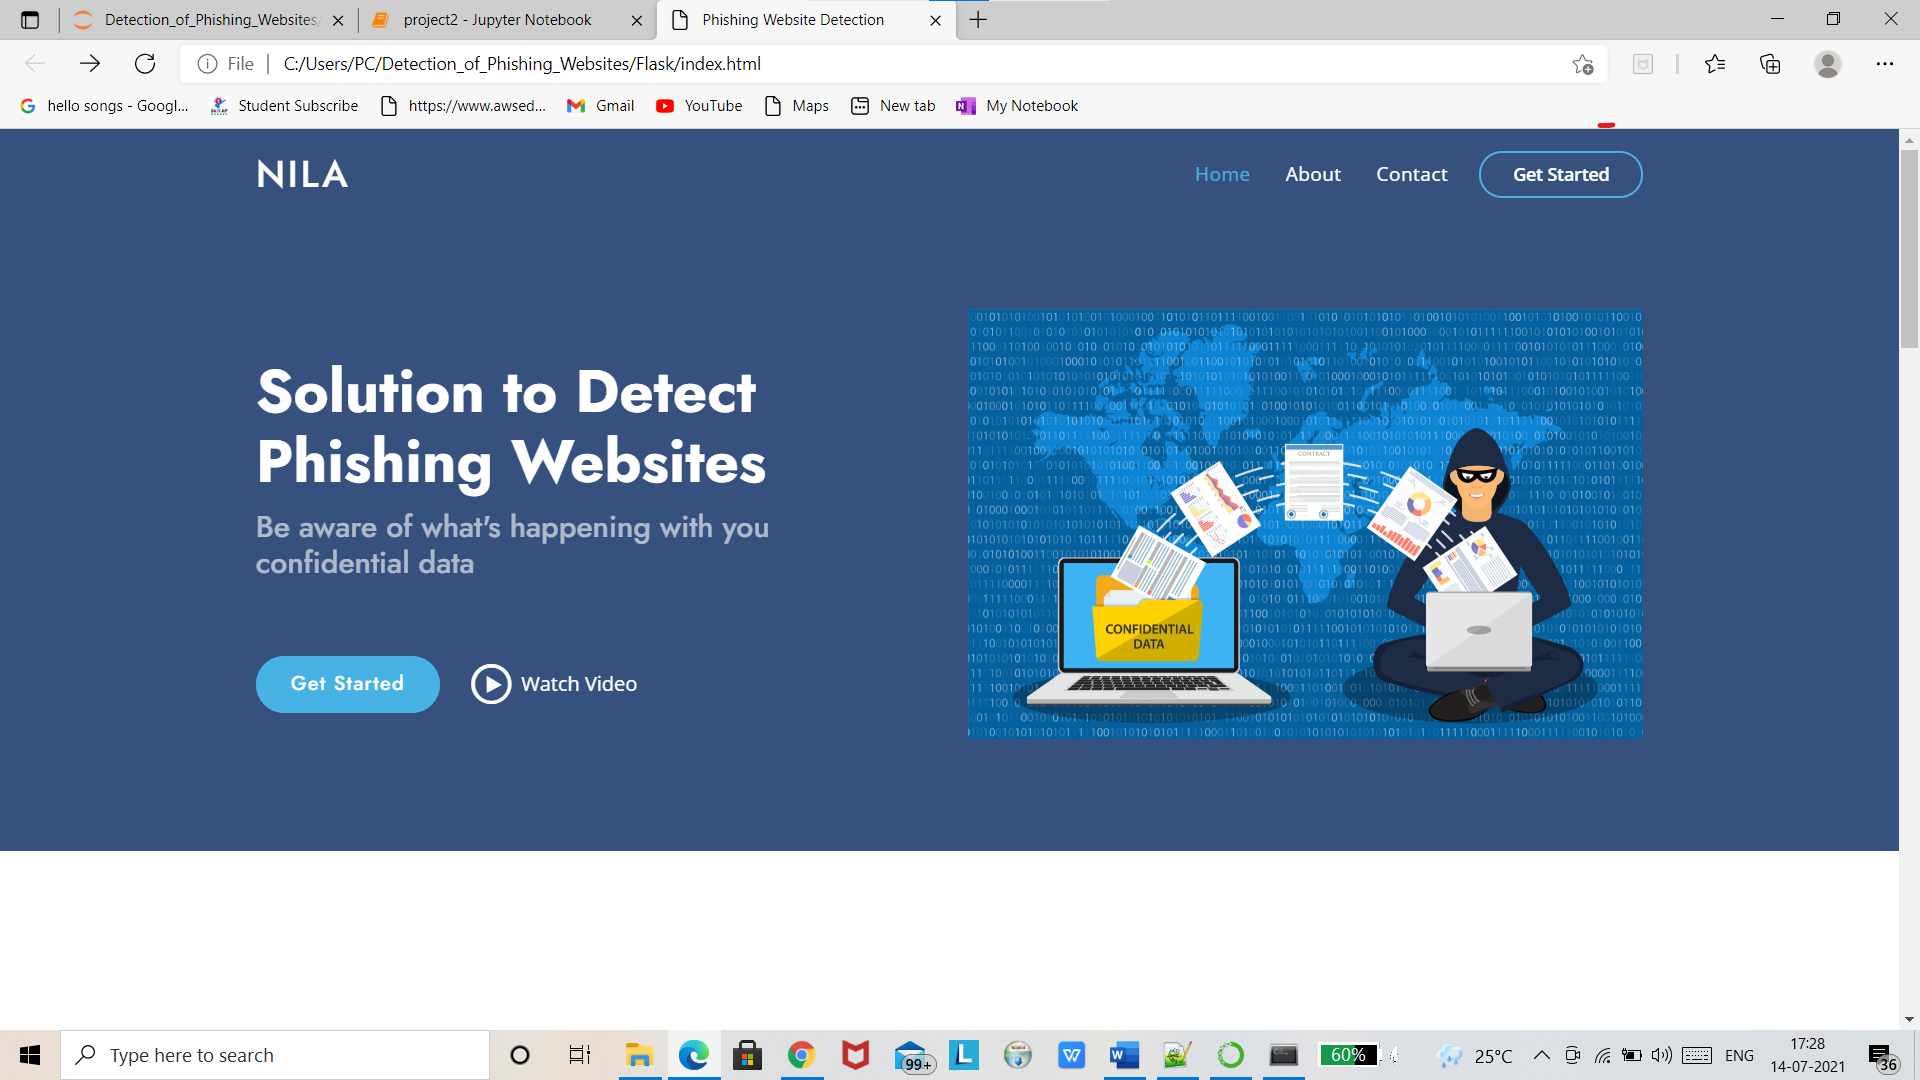 Detection_of_Phishing_Websites/
project2 - Jupyter Notebook
Phishing Website Detection
File
C:/Users/PC/Detection_of_Phishing_Websites/Flask/index.html
hello songs - Googl...
Student Subscribe
https://www.awsed...
Gmail
YouTube
Maps
New tab
My Notebook
NILA
Home
About
Contact
Get Started
Solution to Detect
Phishing Websites
Be aware of what's happening with you
confidential data
Get Started
Watch Video
CONTRACT
CONFIDENTIAL
DATA
Type here to search
99+
60%
25°C
ENG
17:28
14-07-2021
36